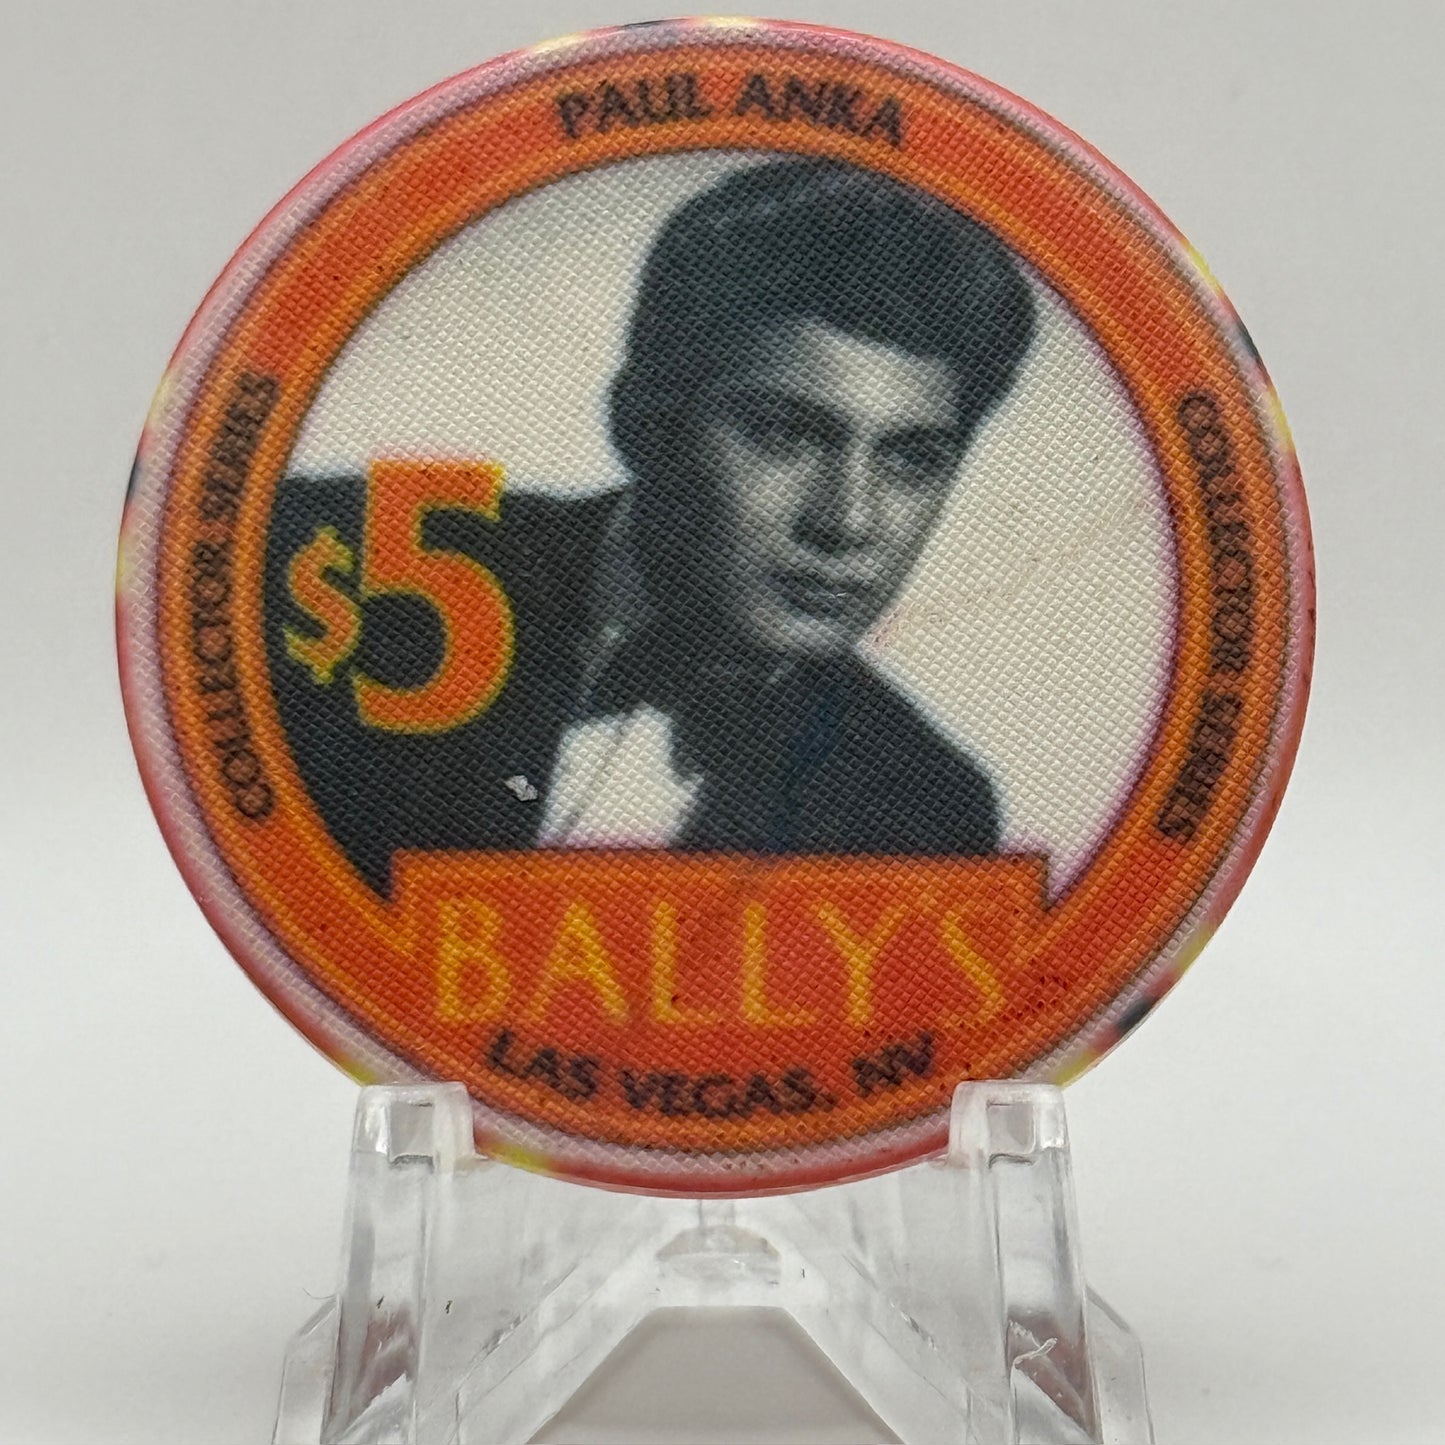 PAUL ANKA
COLLECTOR SERIES
COLLECTOR SERIES
$5
BALLY'S
LAS VEGAS, NV